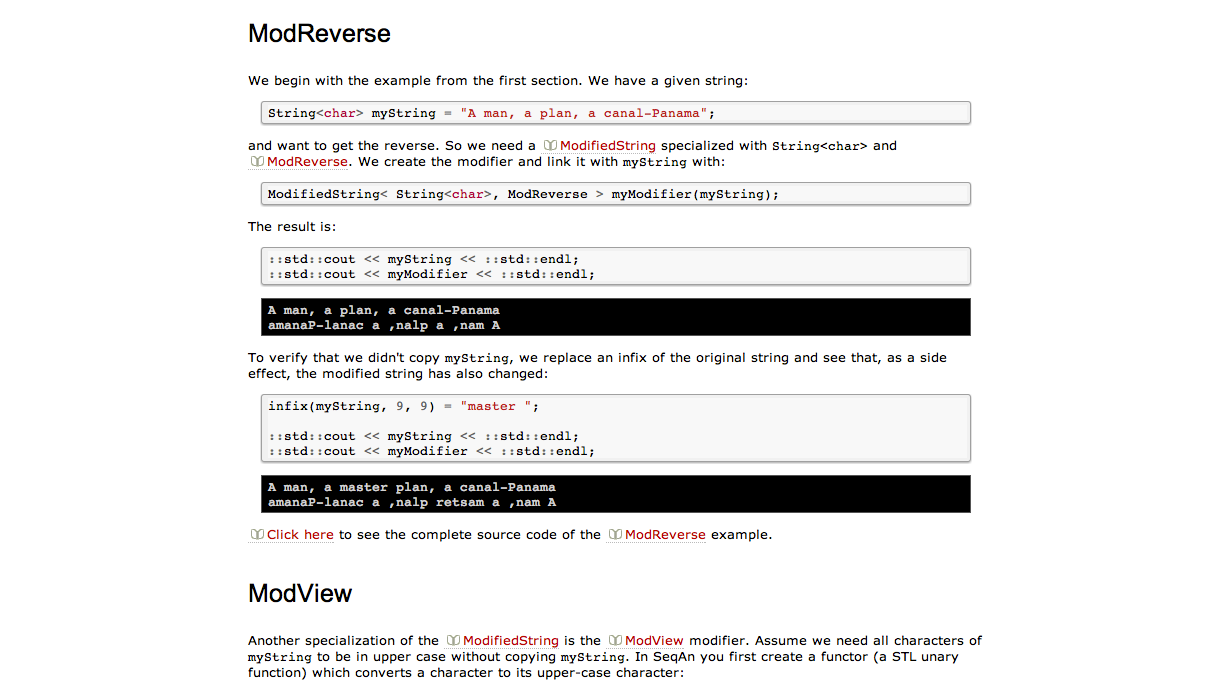 ModReverse
We begin with the example from the first section. We have a given string:
String<char> myString = "A man, a plan, a canal-Panama";
and want to get the reverse. So we need a ModifiedString specialized with String<char> and
ModReverse. We create the modifier and link it with myString with:
ModifiedString< String<char>, ModReverse > myModifier(myString);
The result is:
::std::cout << myString << ::std::endl;
::std::cout << myModifier << ::std::endl;
A man, a plan, a canal-Panama
amanaP-lanac a ,nalp a ,nam A
To verify that we didn't copy myString, we replace an infix of the original string and see that, as a side
effect, the modified string has also changed:
infix(myString, 9, 9) = "master ";
::std::cout << myString << ::std::endl;
::std::cout << myModifier << ::std::endl;
A man, a master plan, a canal-Panama
amanaP-lanac a ,nalp retsam a ,nam A
Click here to see the complete source code of the ModReverse example.
ModView
Another specialization of the ModifiedString is the ModView modifier. Assume we need all characters of
myString to be in upper case without copying myString. In SeqAn you first create a functor (a STL unary
function) which converts a character to its upper-case character: